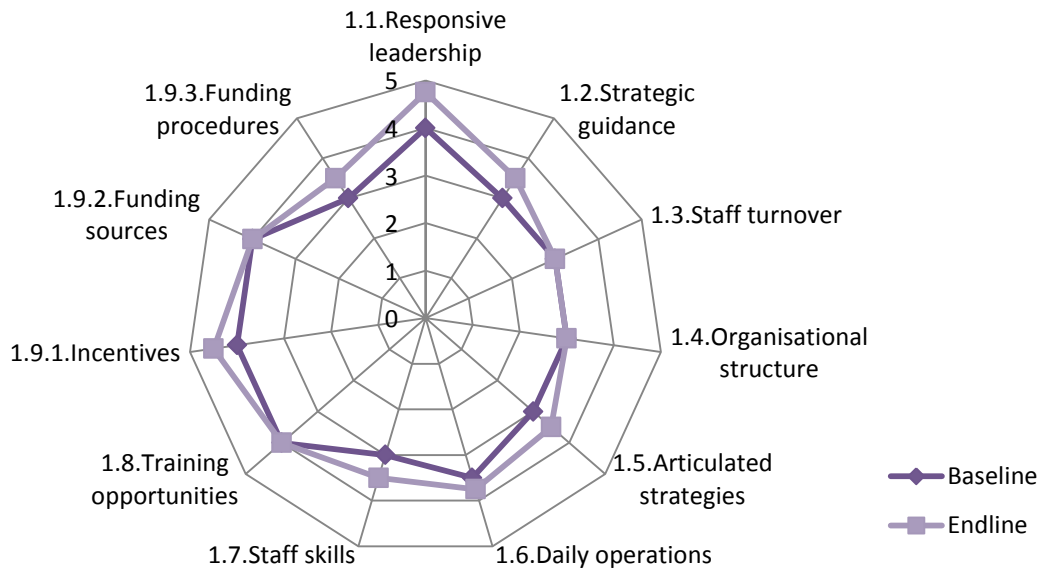 1.1.Responsive
leadership
1.2.Strategic
guidance
1.3.Staff turnover
1.4.Organisational
structure
1.5.Articulated
strategies
1.6.Daily operations
1.7.Staff skills
1.8.Training
opportunities
1.9.1.Incentives
1.9.2.Funding
sources
1.9.3.Funding
procedures
5
4
3
2
1
0
Baseline
Endline